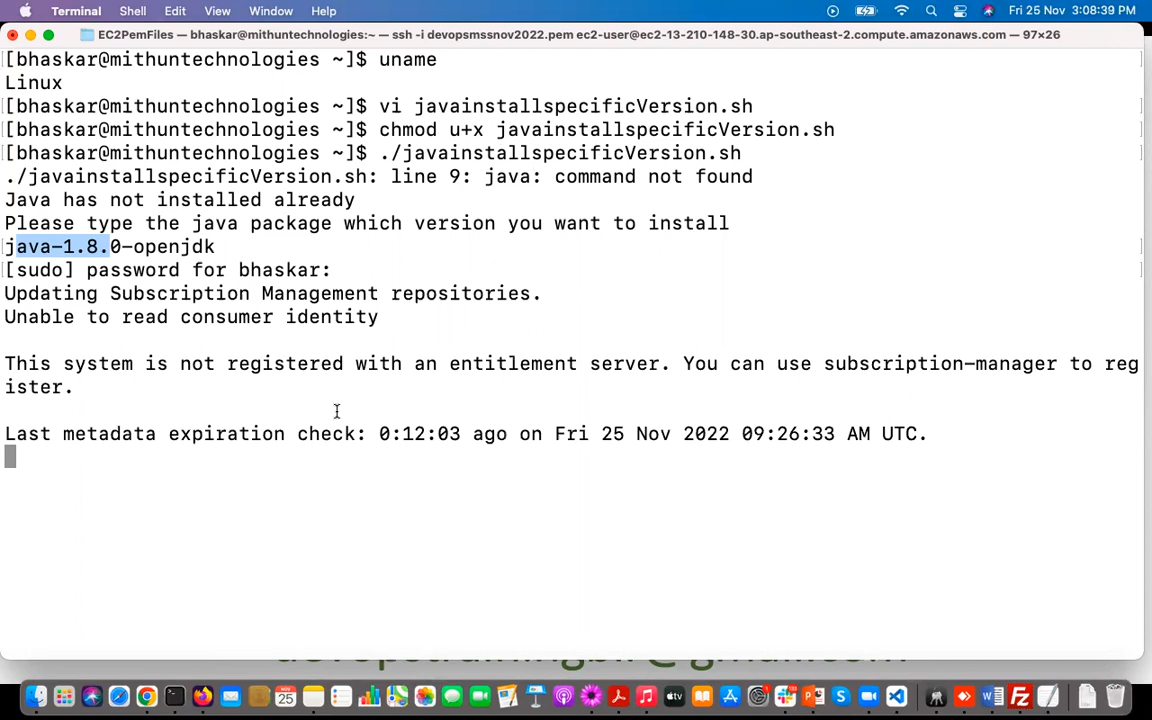 Terminal Shell Edit View Window Help Fri 25 Nov 3:08:39 PM
EC2PemFiles — bhaskar@mithuntechnologies:~ — ssh -i devopsmssnov2022.pem ec2-user@ec2-13-210-148-30.ap-southeast-2.compute.amazonaws.com — 97×26
[bhaskar@mithuntechnologies ~]$ uname
Linux
[bhaskar@mithuntechnologies ~]$ vi javainstallspecificVersion.sh
[bhaskar@mithuntechnologies ~]$ chmod u+x javainstallspecificVersion.sh
[bhaskar@mithuntechnologies ~]$ ./javainstallspecificVersion.sh
./javainstallspecificVersion.sh: line 9: java: command not found
Java has not installed already
Please type the java package which version you want to install
java-1.8.0-openjdk
[sudo] password for bhaskar:
Updating Subscription Management repositories.
Unable to read consumer identity
This system is not registered with an entitlement server. You can use subscription-manager to reg
ister.
Last metadata expiration check: 0:12:03 ago on Fri 25 Nov 2022 09:26:33 AM UTC.